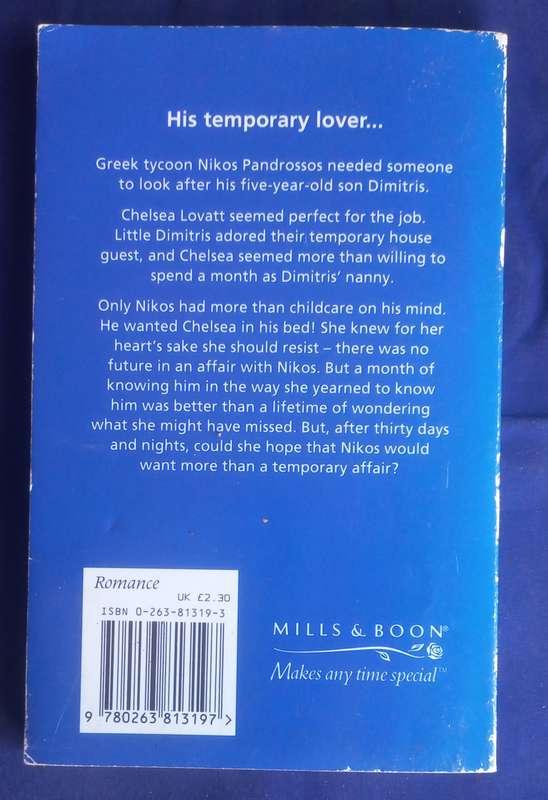 His temporary lover...
Greek tycoon Nikos Pandrossos needed someone
to look after his five-year-old son Dimitris.
Chelsea Lovatt seemed perfect for the job.
Little Dimitris adored their temporary house
guest, and Chelsea seemed more than willing to
spend a month as Dimitris' nanny.
Only Nikos had more than childcare on his mind.
He wanted Chelsea in his bed! She knew for her
heart's sake she should resist – there was no
future in an affair with Nikos. But a month of
knowing him in the way she yearned to know
him was better than a lifetime of wondering
what she might have missed. But, after thirty days
and nights, could she hope that Nikos would
want more than a temporary affair?
Romance
UK £2.30
ISBN 0-263-81319-3
9 780263 813197 >
MILLS & BOON®
Makes any time special™